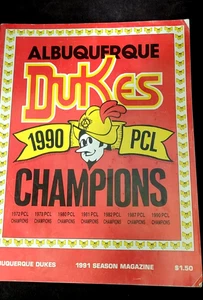 ALBUQUERQUE
DuKes
1990 PCL
CHAMPIONS
1972 PCL 1978 PCL 1980 PCL 1981 PCL 1982 PCL 1987 PCL 1990 PCL
CHAMPIONS CHAMPIONS CHAMPIONS CHAMPIONS CHAMPIONS CHAMPIONS CHAMPIONS
UQUERQUE DUKES 1991 SEASON MAGAZINE $1.50